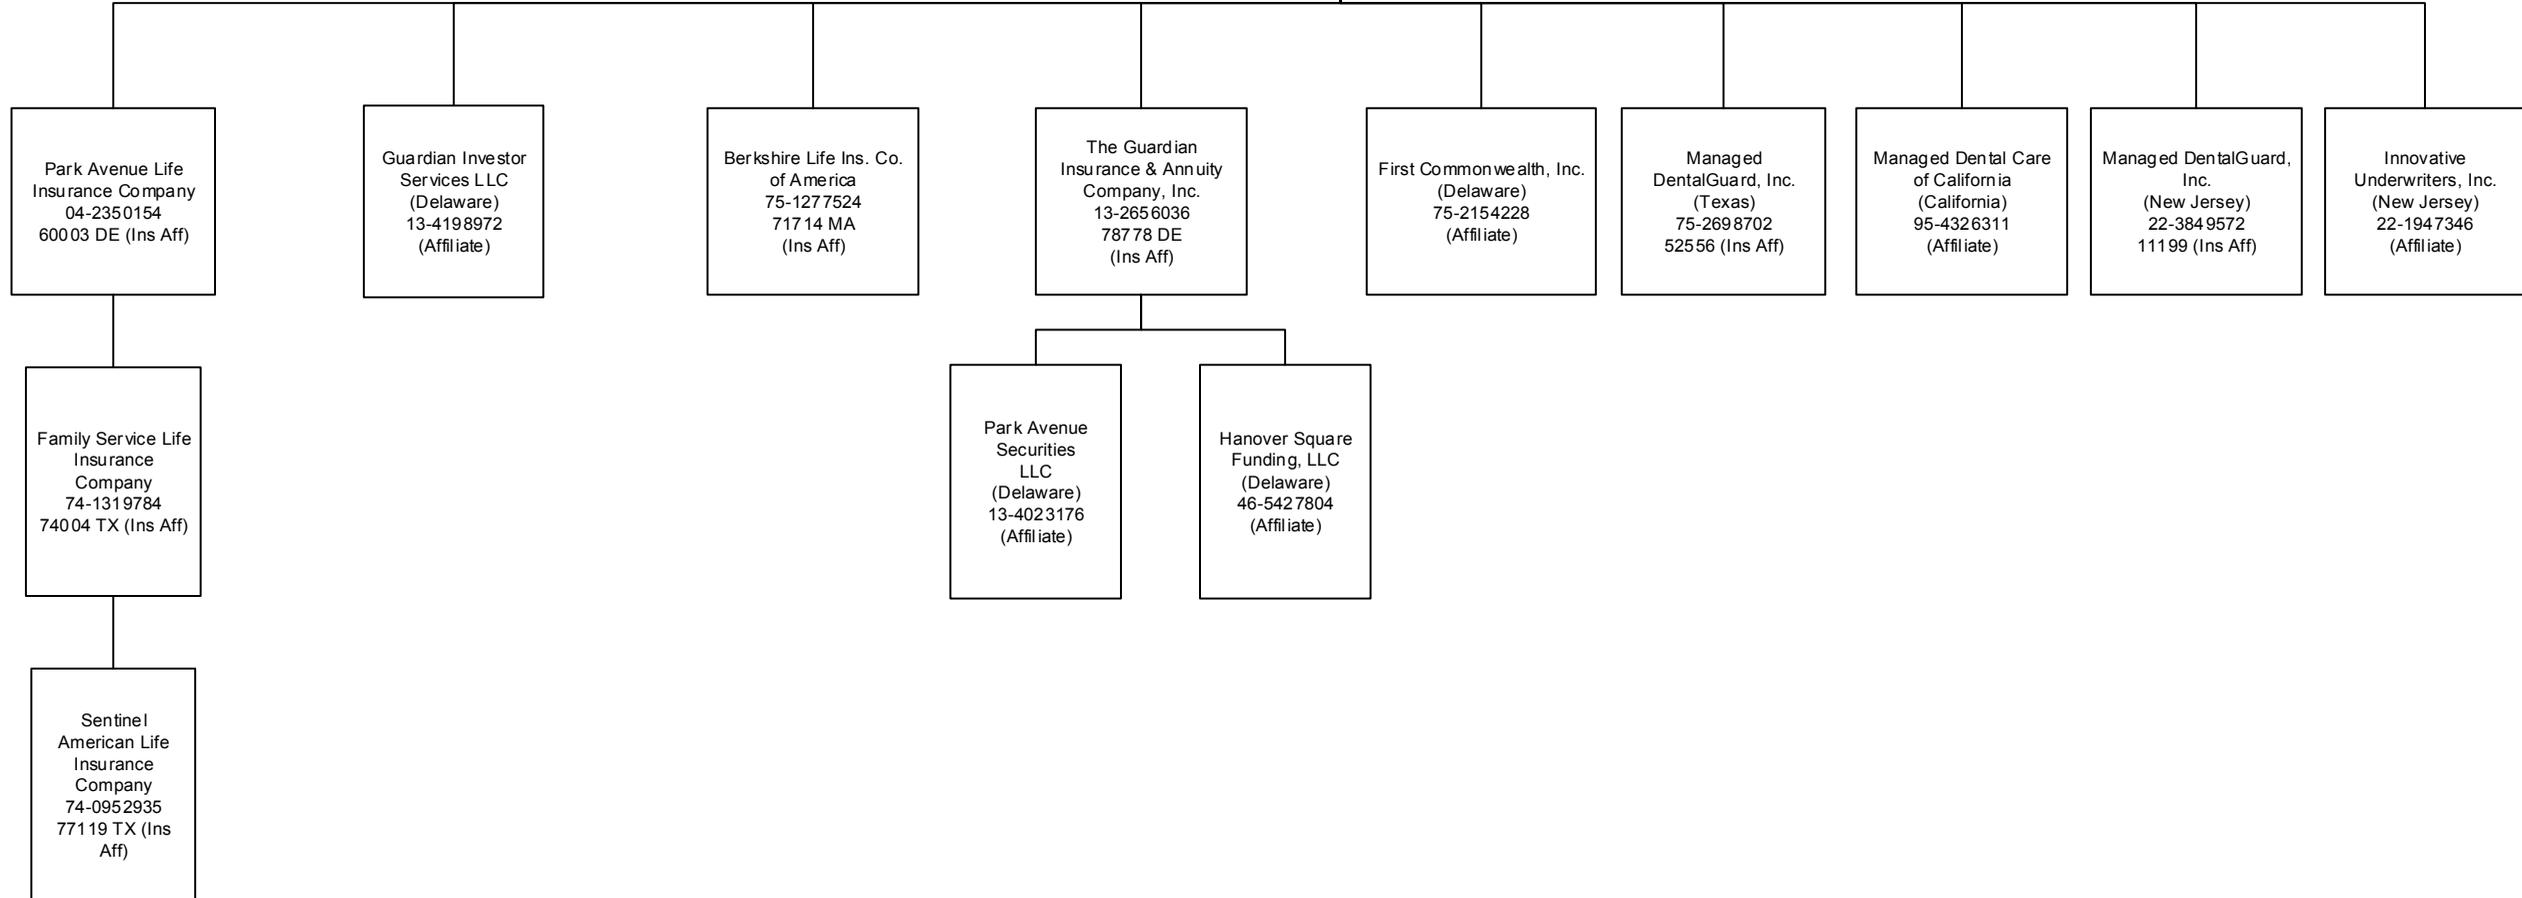 Park Avenue Life
Insurance Company
04-2350154
60003 DE (Ins Aff)
Guardian Investor
Services LLC
(Delaware)
13-4198972
(Affiliate)
Berkshire Life Ins. Co.
of America
75-1277524
71714 MA
(Ins Aff)
The Guardian
Insurance & Annuity
Company, Inc.
13-2656036
78778 DE
(Ins Aff)
First Commonwealth, Inc.
(Delaware)
75-2154228
(Affiliate)
Managed
DentalGuard, Inc.
(Texas)
75-2698702
52556 (Ins Aff)
Managed Dental Care
of California
(California)
95-4326311
(Affiliate)
Managed DentalGuard,
Inc.
(New Jersey)
22-3849572
11199 (Ins Aff)
Innovative
Underwriters, Inc.
(New Jersey)
22-1947346
(Affiliate)
Family Service Life
Insurance
Company
74-1319784
74004 TX (Ins Aff)
Park Avenue
Securities
LLC
(Delaware)
13-4023176
(Affiliate)
Hanover Square
Funding, LLC
(Delaware)
46-5427804
(Affiliate)
Sentinel
American Life
Insurance
Company
74-0952935
77119 TX (Ins
Aff)